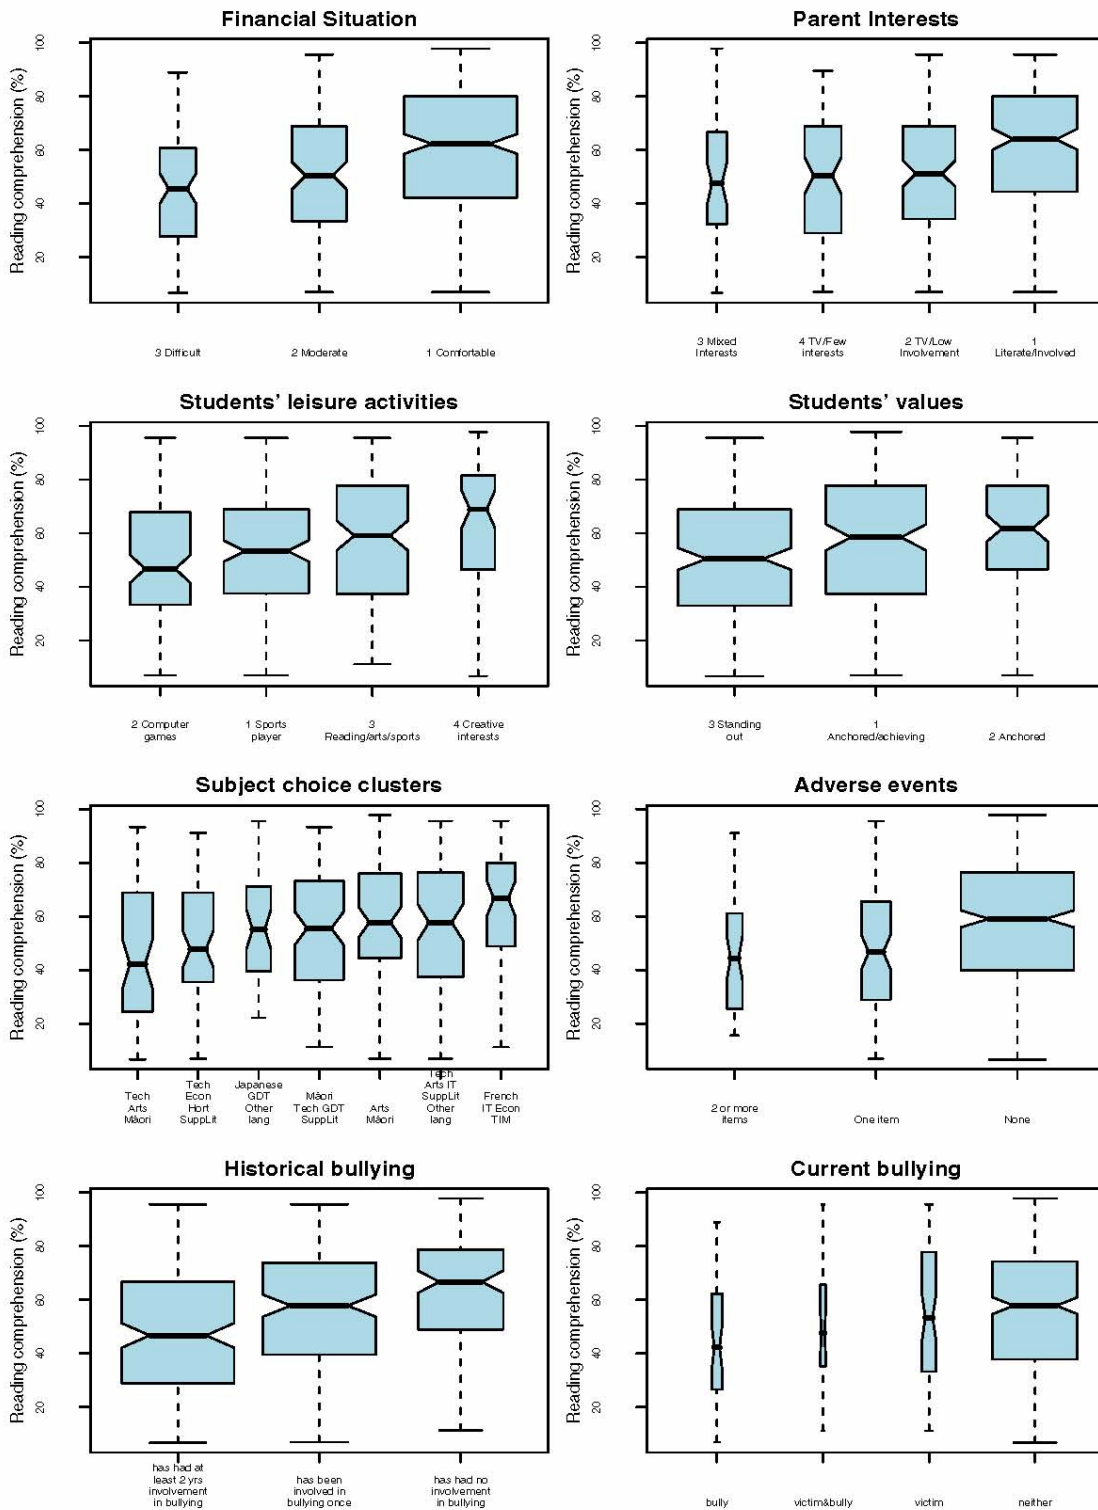 Financial Situation
Reading comprehension (%)
100
80
60
40
20
3 Difficult
2 Moderate
1 Comfortable
Parent Interests
Reading comprehension (%)
100
80
60
40
20
3 Mixed
Interests
4 TV/Few
interests
2 TV/Low
Involvement
1
Literate/Involved
Students' leisure activities
Reading comprehension (%)
100
80
60
40
20
2 Computer
games
1 Sports
player
3
Reading/arts/sports
4 Creative
interests
Students' values
Reading comprehension (%)
100
80
60
40
20
3 Standing
out
1
Anchored/achieving
2 Anchored
Subject choice clusters
Reading comprehension (%)
100
80
60
40
20
Tech
Arts
Māori
Tech
Econ
Hort
SuppLit
Japanese
GDT
Other
lang
Māori
Tech GDT
SuppLit
Arts
Māori
Tech
Arts IT
SuppLit
Other
lang
French
IT Econ
TIM
Adverse events
Reading comprehension (%)
100
80
60
40
20
2 or more
items
One item
None
Historical bullying
Reading comprehension (%)
100
80
60
40
20
has had at
least 2 yrs
involvement
in bullying
has been
involved in
bullying once
has had no
involvement
in bullying
Current bullying
Reading comprehension (%)
100
80
60
40
20
bully
victim&bully
victim
neither